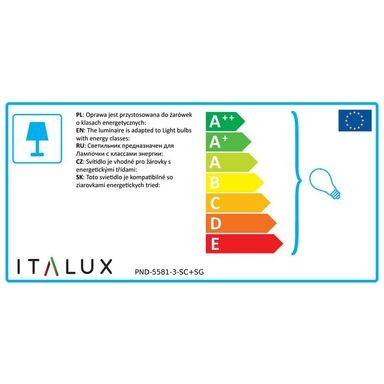 PL: Oprawa jest przystosowana do żarówek
o klasach energetycznych:
EN: The luminaire is adapted to Light bulbs
with energy classes:
RU: Светильник предназначен для
Лампочки с классами энергии:
CZ: Svítidlo je vhodné pro žárovky s
energetickými třídami:
SK: Toto svietidlo je kompatibilné so
ziarovkami energetických tried:
A++
A+
A
B
C
D
E
ITALUX
PND-5581-3-SC+SG